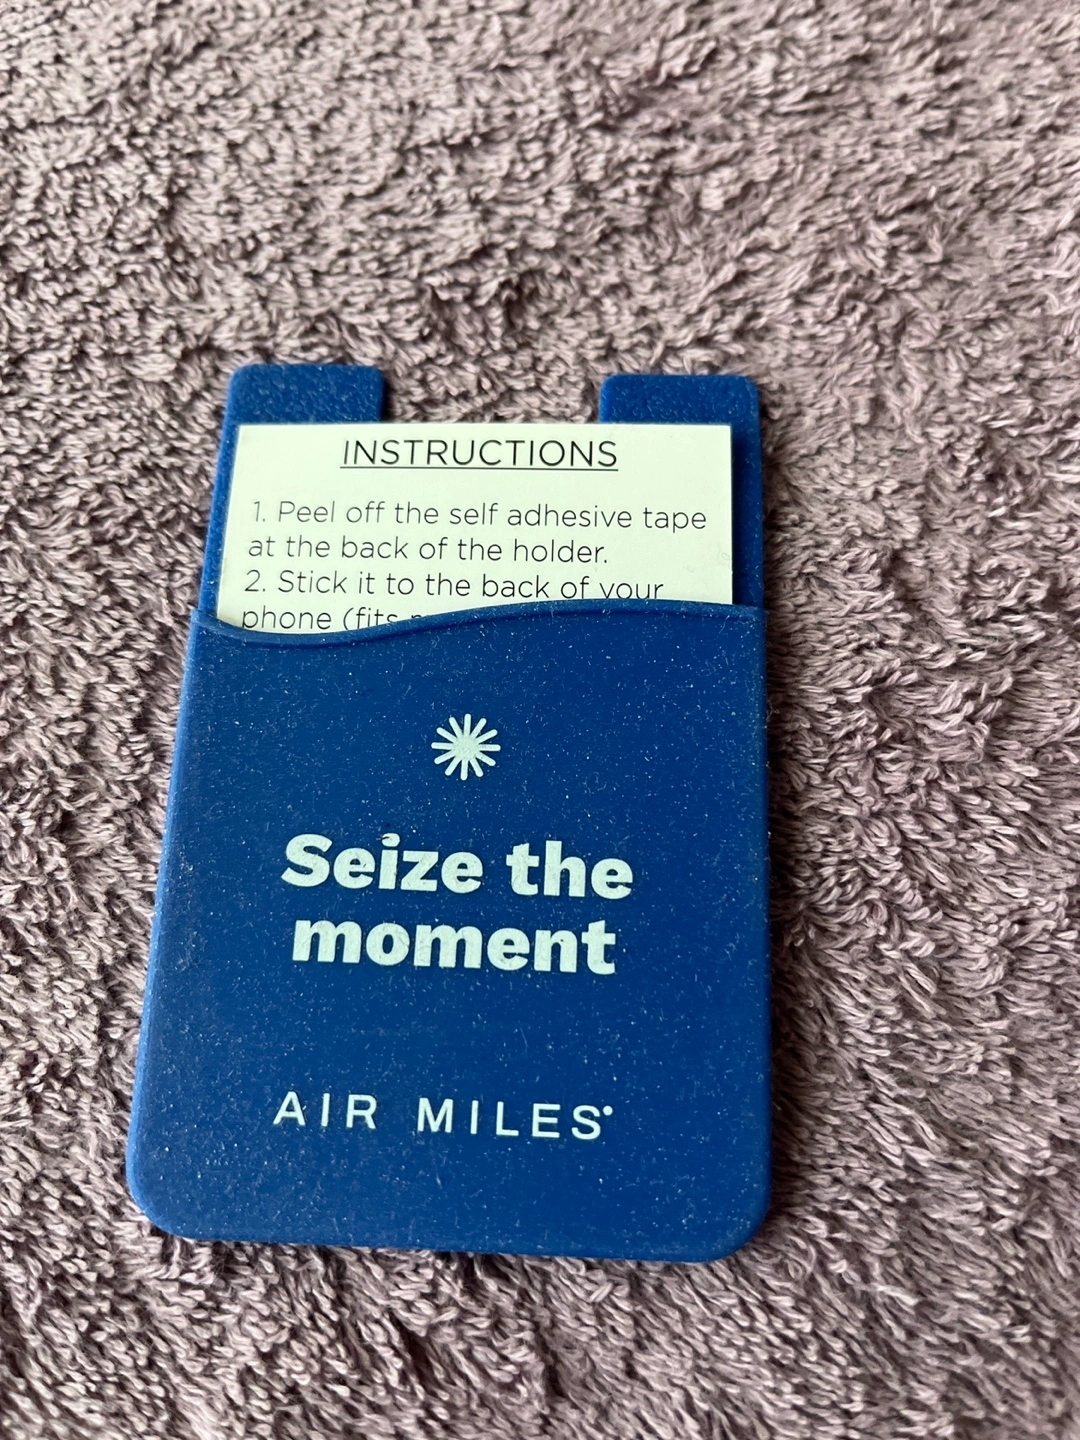 INSTRUCTIONS
1. Peel off the self adhesive tape
at the back of the holder.
2. Stick it to the back of your
phone (fits
Seize the
moment
AIR MILES